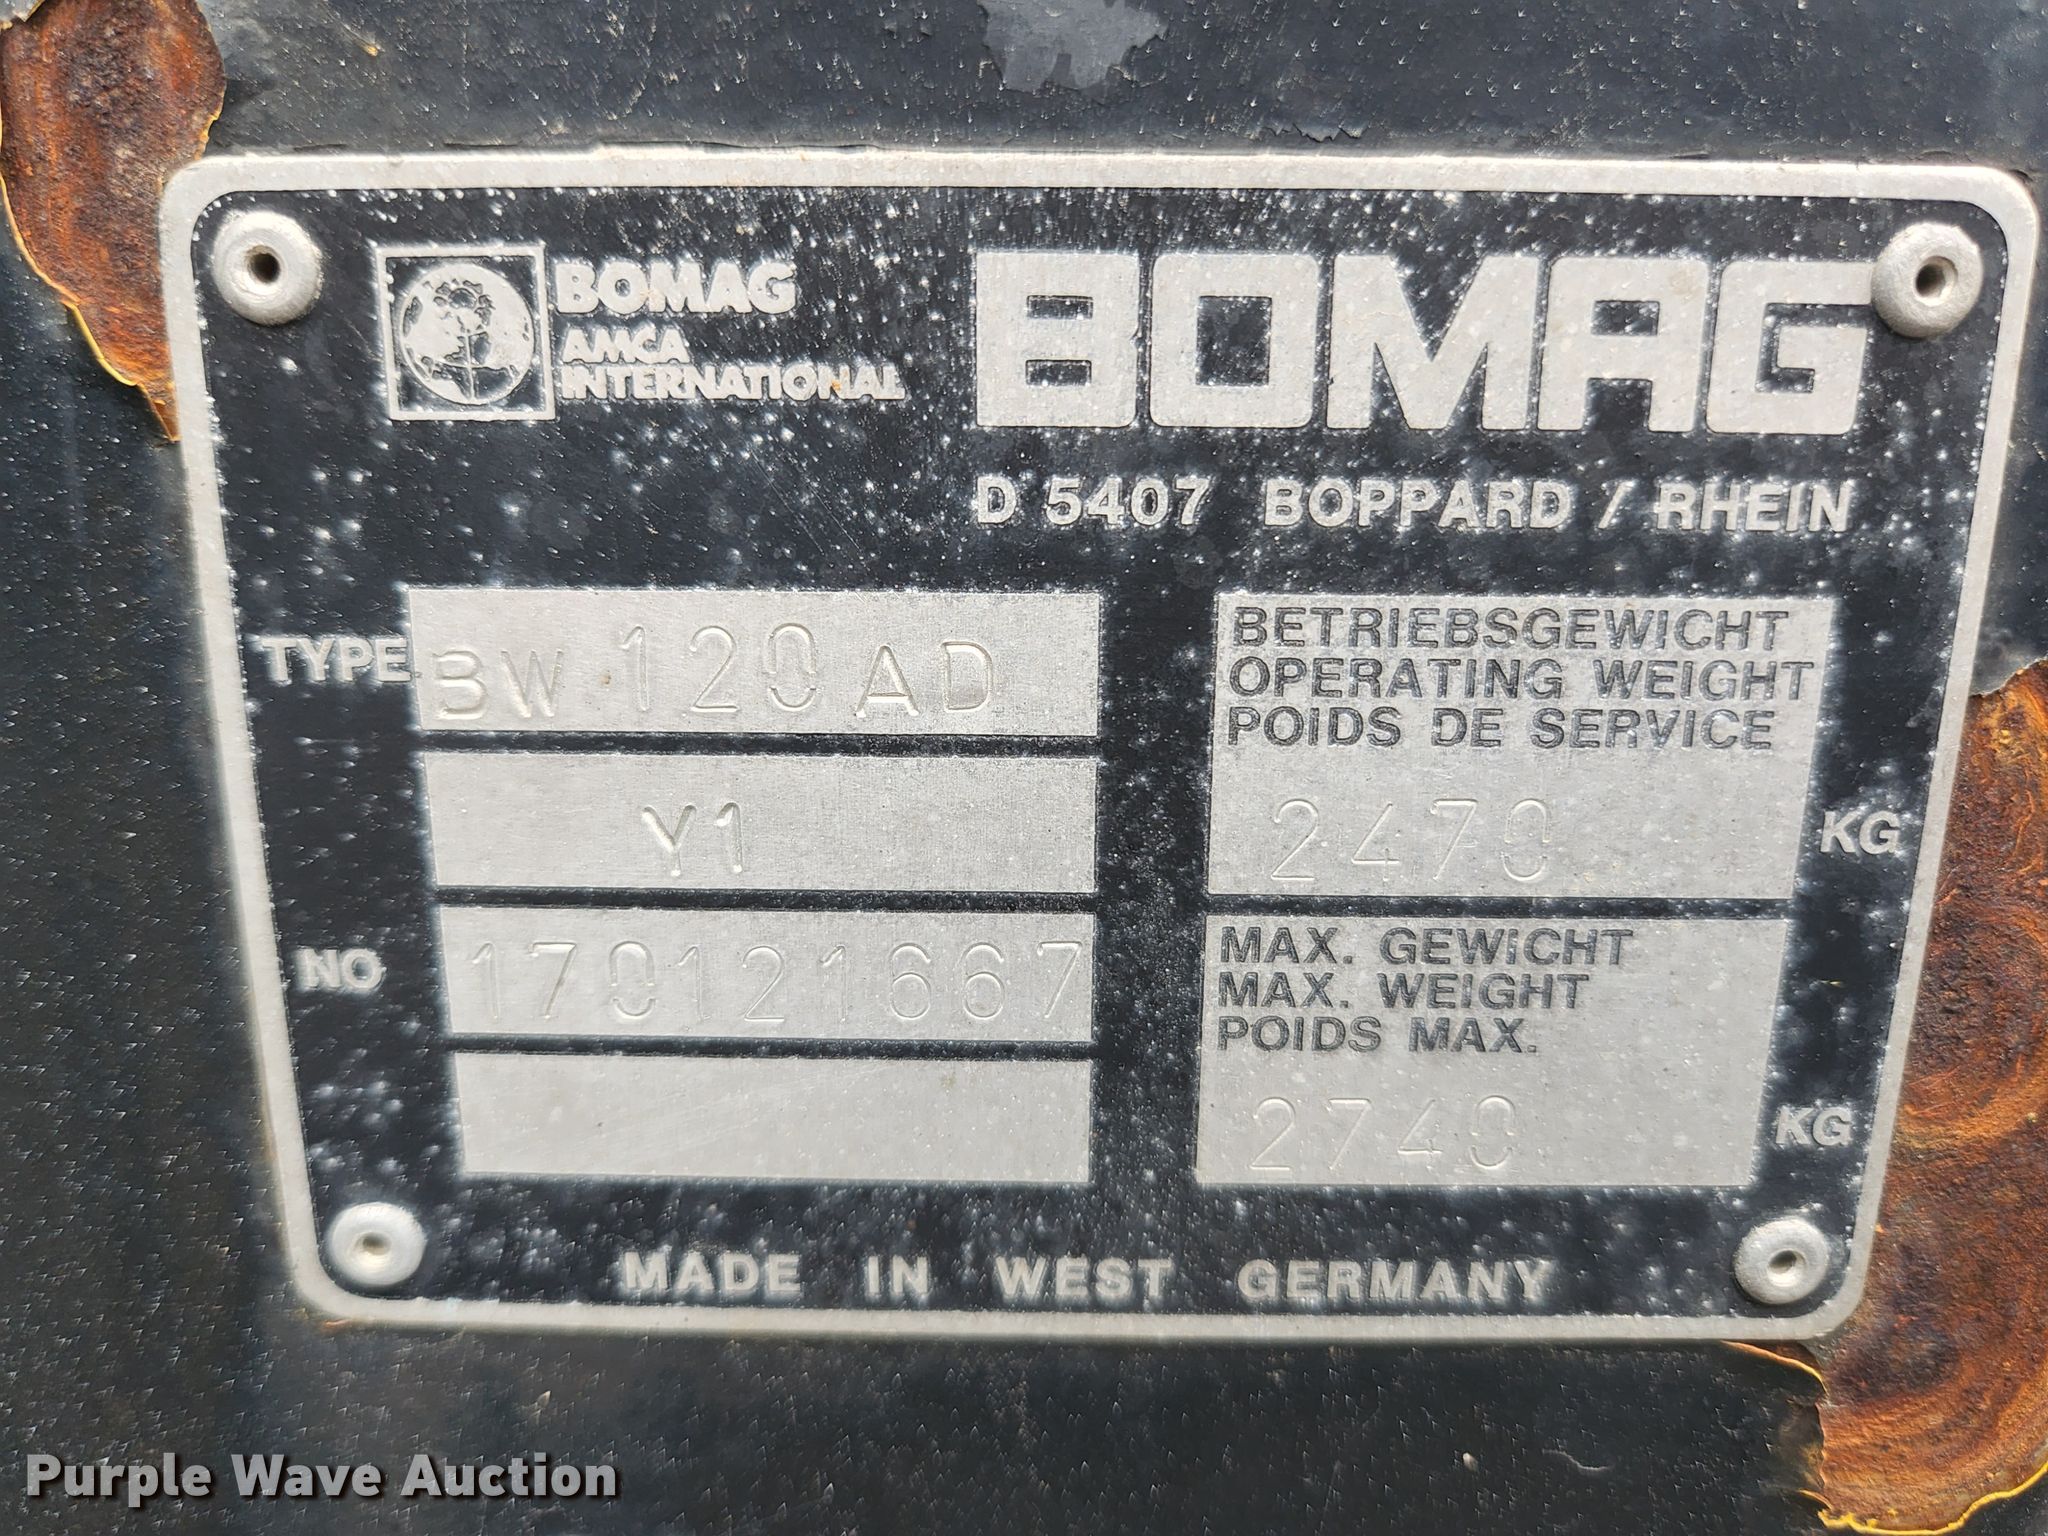 BOMAG
AMCA
INTERNATIONAL
BOMAG
D 5407 BOPPARD / RHEIN
TYPE BW 120 AD
Y1
NO 170121667
BETRIEBSGEWICHT
OPERATING WEIGHT
POIDS DE SERVICE
2470 KG
MAX. GEWICHT
MAX. WEIGHT
POIDS MAX.
2740 KG
MADE IN WEST GERMANY
Purple Wave Auction